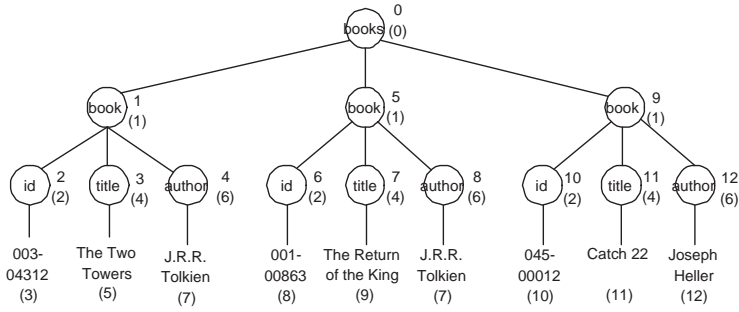 0
books (0)
book 1 (1)
book 5 (1)
book 9 (1)
id 2 (2)
title 3 (4)
author 4 (6)
id 6 (2)
title 7 (4)
author 8 (6)
id 10 (2)
title 11 (4)
author 12 (6)
003-
04312
(3)
The Two
Towers
(5)
J.R.R.
Tolkien
(7)
001-
00863
(8)
The Return
of the King
(9)
J.R.R.
Tolkien
(7)
045-
00012
(10)
Catch 22
(11)
Joseph
Heller
(12)